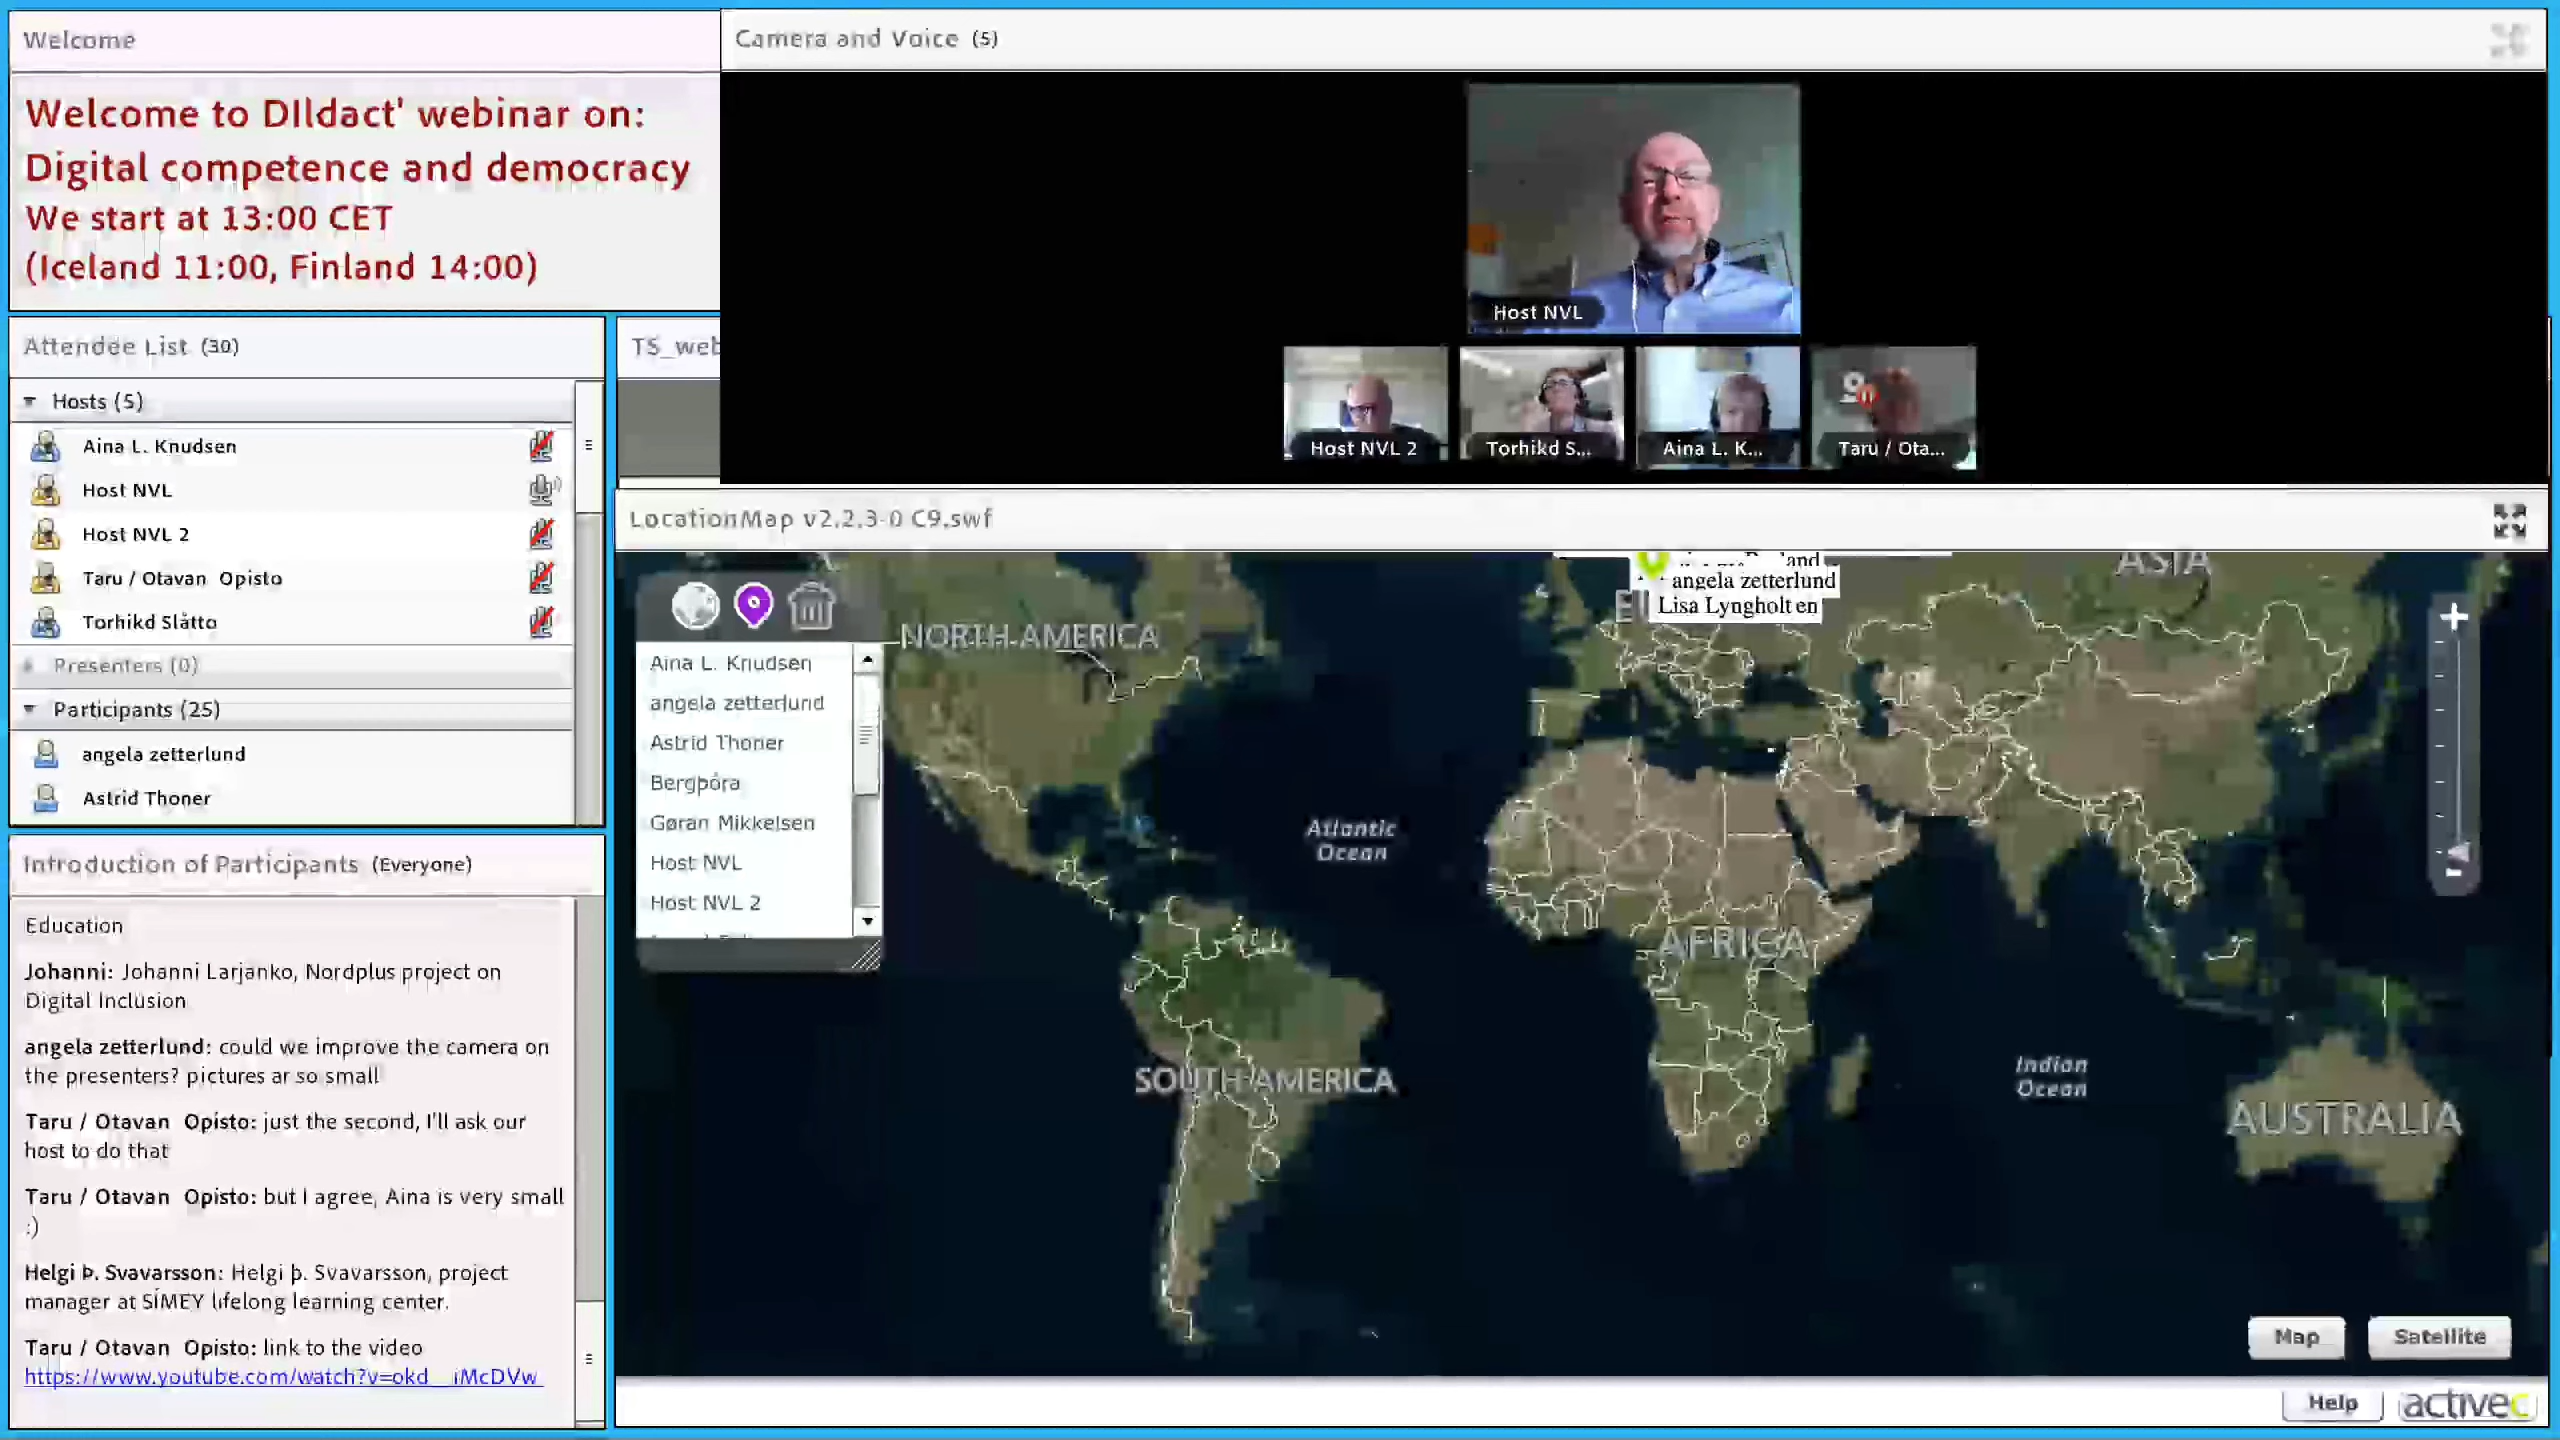 Welcome
Welcome to DIldact' webinar on:
Digital competence and democracy
We start at 13:00 CET
(Iceland 11:00, Finland 14:00)
Camera and Voice (5)
Host NVL
Host NVL 2
Torhikd S...
Aina L. K...
Taru / Ota...
Attendee List (30)
Hosts (5)
Aina L. Knudsen
Host NVL
Host NVL 2
Taru / Otavan Opisto
Torhikd Slåtto
Presenters (0)
Participants (25)
angela zetterlund
Astrid Thoner
Introduction of Participants (Everyone)
Education
Johanni: Johanni Larjanko, Nordplus project on
Digital Inclusion
angela zetterlund: could we improve the camera on
the presenters? pictures ar so small
Taru / Otavan Opisto: just the second, I'll ask our
host to do that
Taru / Otavan Opisto: but I agree, Aina is very small
:)
Helgi Þ. Svavarsson: Helgi þ. Svavarsson, project
manager at SÍMEY lifelong learning center.
Taru / Otavan Opisto: link to the video
https://www.youtube.com/watch?v=okd__iMcDVw
TS_web
LocationMap v2.2.3-0 C9.swf
Aina L. Knudsen
angela zetterlund
Astrid Thoner
Bergþóra
Gøran Mikkelsen
Host NVL
Host NVL 2
NORTH AMERICA
ASIA
angela zetterlund
Lisa Lyngholt en
Atlantic
Ocean
AFRICA
SOUTH AMERICA
Indian
Ocean
AUSTRALIA
Map
Satellite
Help
activec